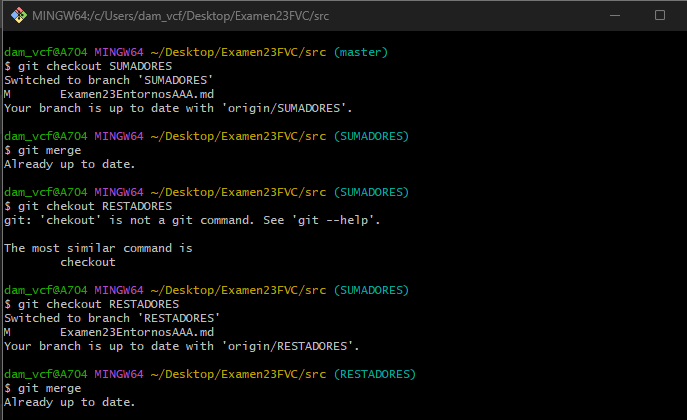 MINGW64:/c/Users/dam_vcf/Desktop/Examen23FVC/src
dam_vcf@A704 MINGW64 ~/Desktop/Examen23FVC/src (master)
$ git checkout SUMADORES
Switched to branch 'SUMADORES'
M       Examen23EntornosAAA.md
Your branch is up to date with 'origin/SUMADORES'.
dam_vcf@A704 MINGW64 ~/Desktop/Examen23FVC/src (SUMADORES)
$ git merge
Already up to date.
dam_vcf@A704 MINGW64 ~/Desktop/Examen23FVC/src (SUMADORES)
$ git chekout RESTADORES
git: 'chekout' is not a git command. See 'git --help'.
The most similar command is
        checkout
dam_vcf@A704 MINGW64 ~/Desktop/Examen23FVC/src (SUMADORES)
$ git checkout RESTADORES
Switched to branch 'RESTADORES'
M       Examen23EntornosAAA.md
Your branch is up to date with 'origin/RESTADORES'.
dam_vcf@A704 MINGW64 ~/Desktop/Examen23FVC/src (RESTADORES)
$ git merge
Already up to date.